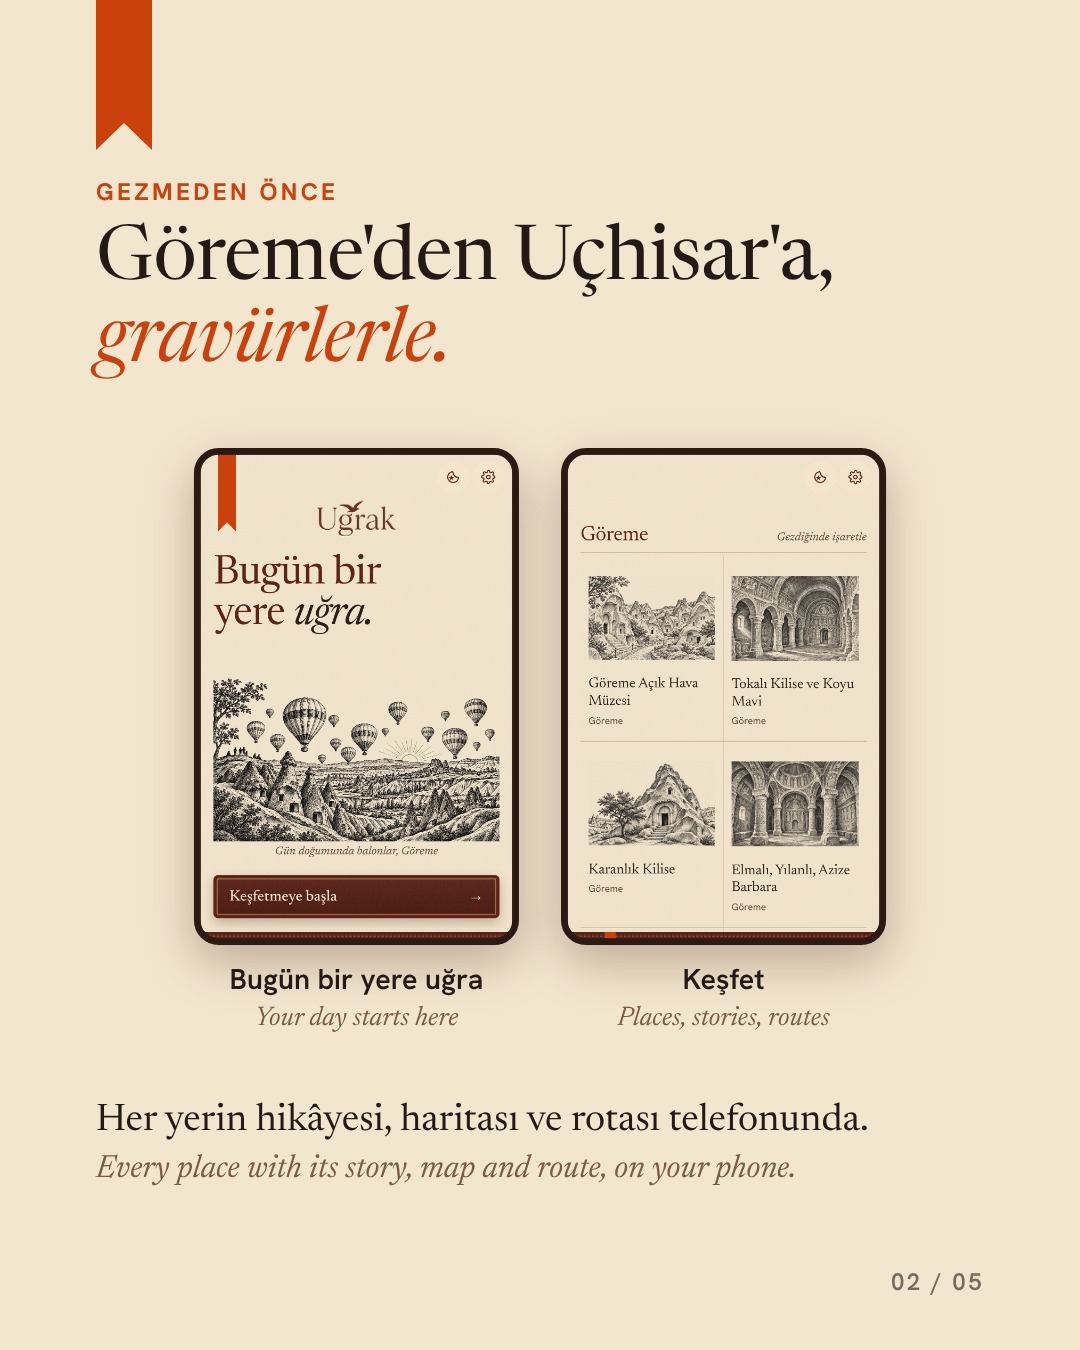 GEZMEDEN ÖNCE
Göreme'den Uçhisar'a,
gravürlerle.
Uğrak
Bugün bir
yere uğra.
Gün doğumunda balonlar, Göreme
Keşfetmeye başla →
Göreme
Gezdiğinde işaretle
Göreme Açık Hava
Müzesi
Göreme
Tokalı Kilise ve Koyu
Mavi
Göreme
Karanlık Kilise
Göreme
Elmalı, Yılanlı, Azize
Barbara
Göreme
Bugün bir yere uğra
Your day starts here
Keşfet
Places, stories, routes
Her yerin hikâyesi, haritası ve rotası telefonunda.
Every place with its story, map and route, on your phone.
02 / 05